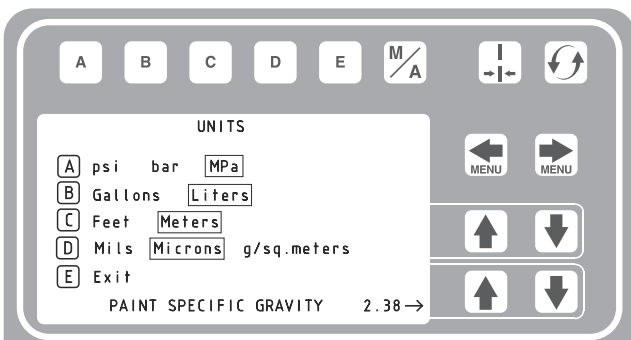 A B C D E M/A
UNITS
MENU MENU
A psi bar MPa
B Gallons Liters
C Feet Meters
D Mils Microns g/sq.meters
E Exit
PAINT SPECIFIC GRAVITY 2.38→